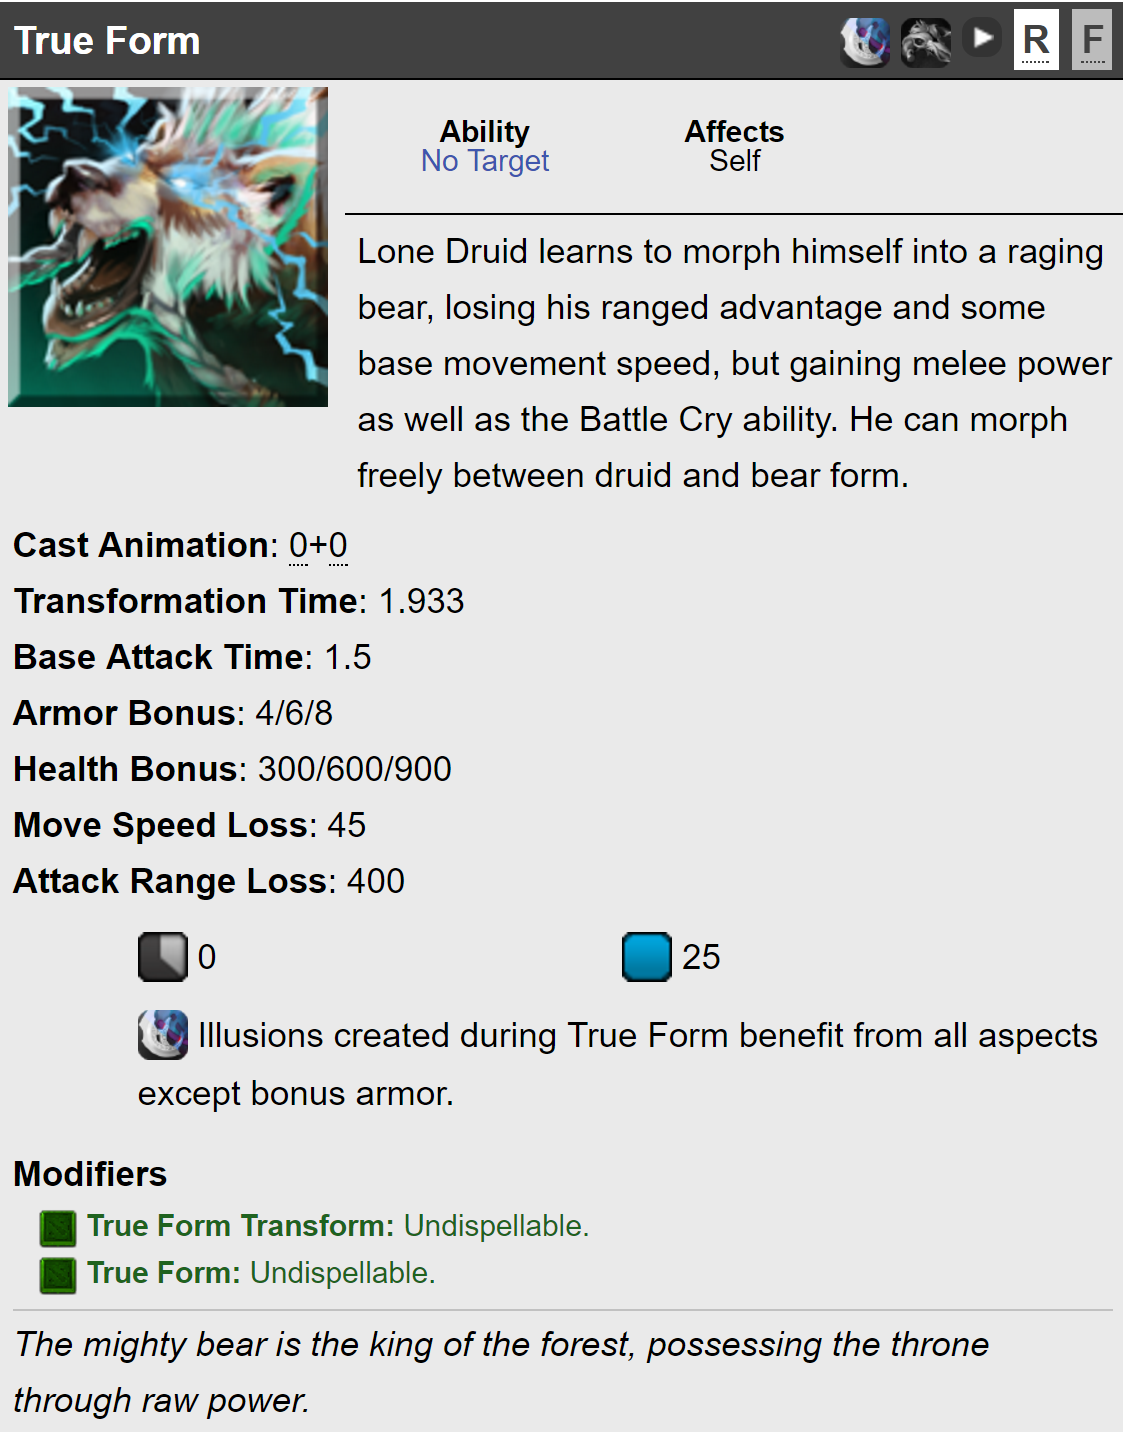 True Form
R F
Ability Affects
No Target Self
Lone Druid learns to morph himself into a raging
bear, losing his ranged advantage and some
base movement speed, but gaining melee power
as well as the Battle Cry ability. He can morph
freely between druid and bear form.
Cast Animation: 0+0
Transformation Time: 1.933
Base Attack Time: 1.5
Armor Bonus: 4/6/8
Health Bonus: 300/600/900
Move Speed Loss: 45
Attack Range Loss: 400
0 25
Illusions created during True Form benefit from all aspects
except bonus armor.
Modifiers
True Form Transform: Undispellable.
True Form: Undispellable.
The mighty bear is the king of the forest, possessing the throne
through raw power.